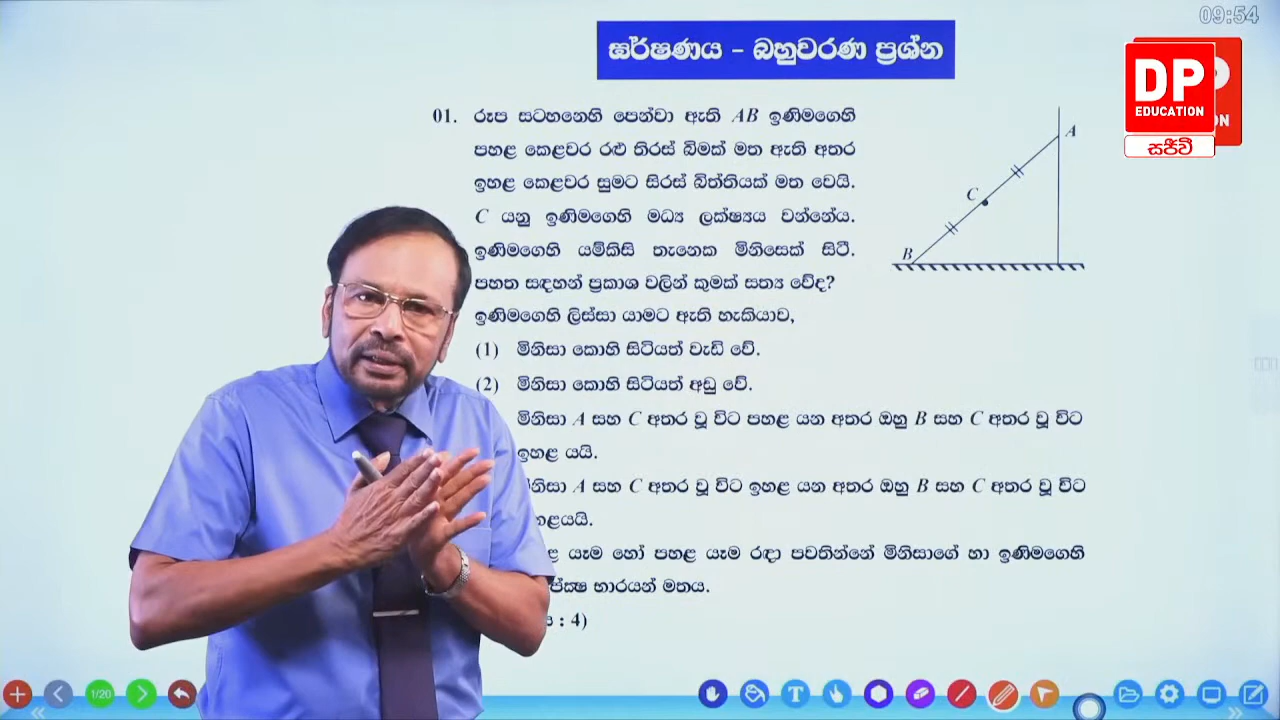 09:54
DP
EDUCATION
සජීවී
ඝර්ෂණය – බහුවරණ ප්‍රශ්න
01. රූප සටහනෙහි පෙන්වා ඇති AB ඉණිමගෙහි
පහළ කෙළවර රළු තිරස් බිමක් මත ඇති අතර
ඉහළ කෙළවර සුමට සිරස් බිත්තියක් මත වෙයි.
C යනු ඉණිමගෙහි මධ්‍ය ලක්ෂ්‍යය වන්නේය.
ඉණිමගෙහි යම්කිසි තැනෙක මිනිසෙක් සිටී.
පහත සඳහන් ප්‍රකාශ වලින් කුමක් සත්‍ය වේද?
ඉණිමගෙහි ලිස්සා යාමට ඇති හැකියාව,
(1) මිනිසා කොහි සිටියත් වැඩි වේ.
(2) මිනිසා කොහි සිටියත් අඩු වේ.
මිනිසා A සහ C අතර වූ විට පහළ යන අතර ඔහු B සහ C අතර වූ විට
ඉහළ යයි.
A සහ C අතර වූ විට ඉහළ යන අතර ඔහු B සහ C අතර වූ විට
යෑම හෝ පහළ යෑම රඳා පවතින්නේ මිනිසාගේ හා ඉණිමගෙහි
භාරයන් මතය.
: 4)
A
C
B
1/20